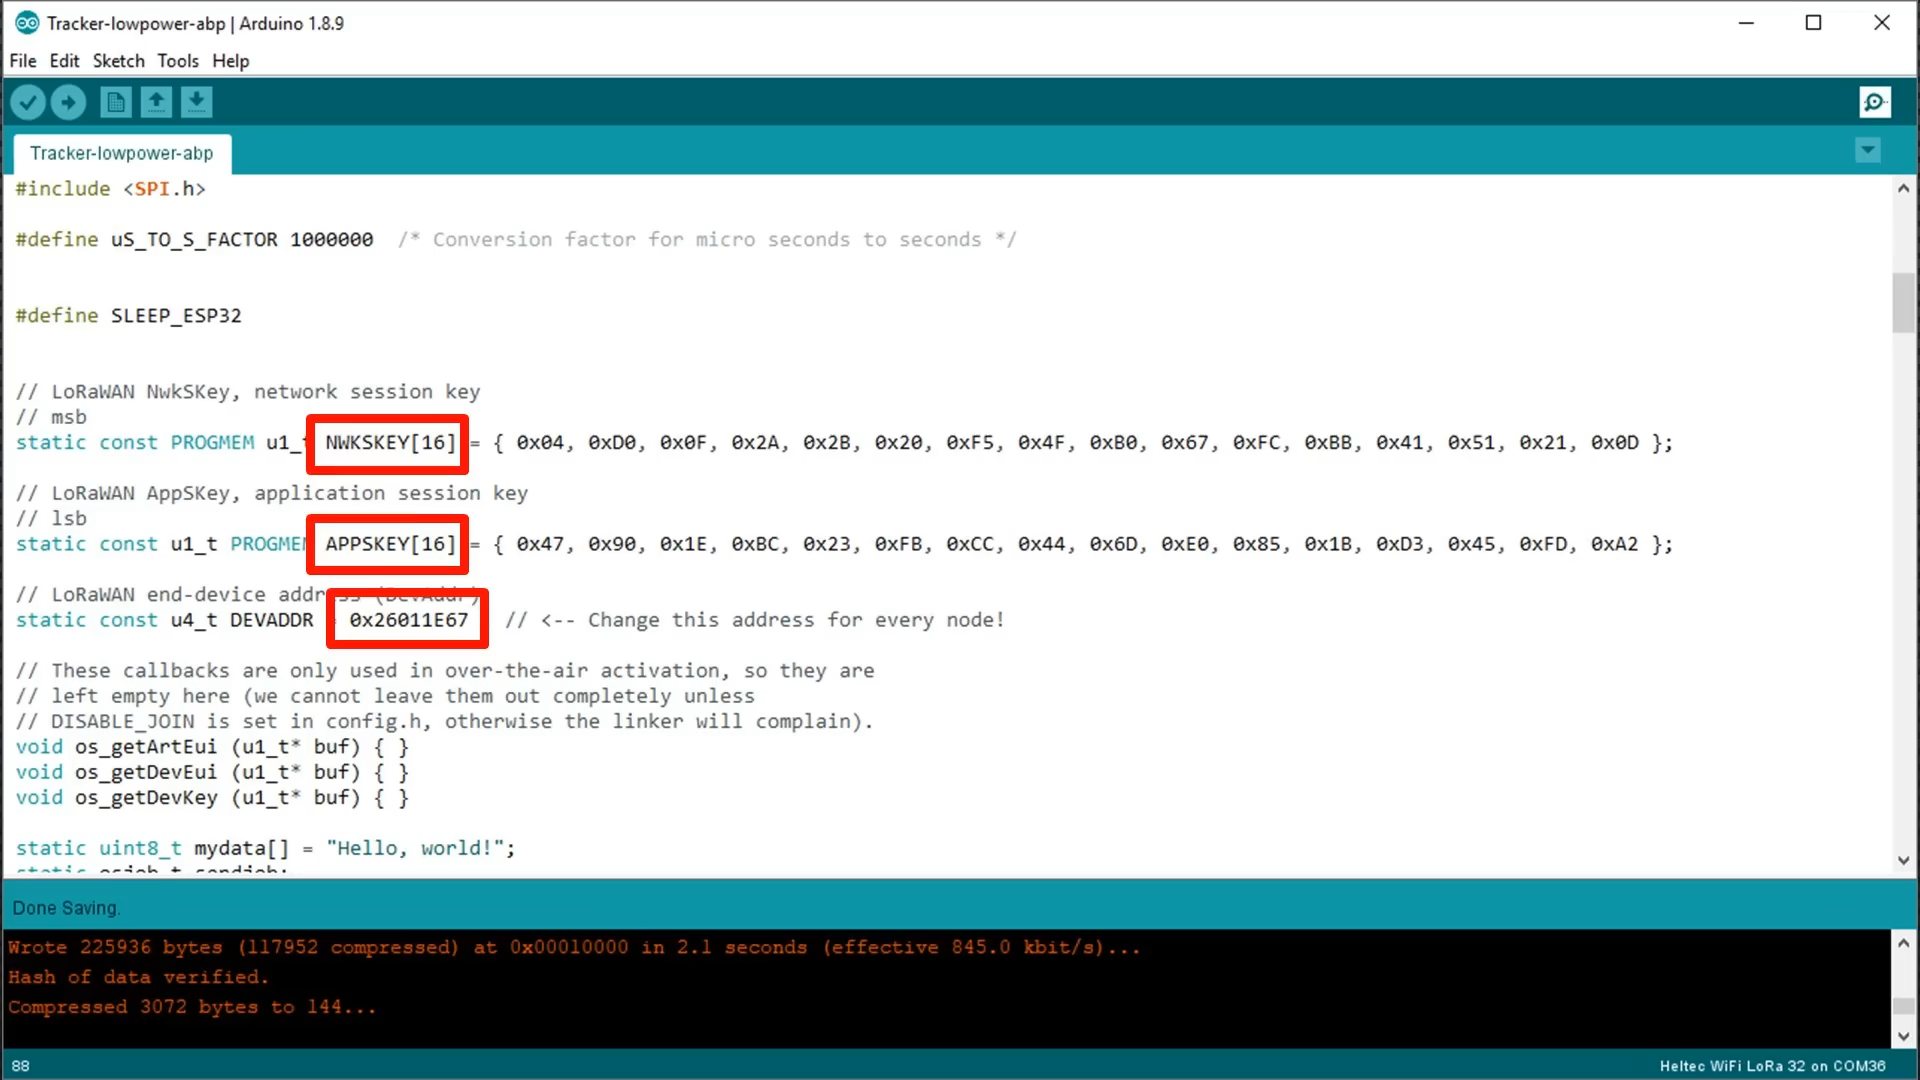 Tracker-lowpower-abp | Arduino 1.8.9
File Edit Sketch Tools Help
Tracker-lowpower-abp
#include <SPI.h>
#define uS_TO_S_FACTOR 1000000  /* Conversion factor for micro seconds to seconds */
#define SLEEP_ESP32
// LoRaWAN NwkSKey, network session key
// msb
static const PROGMEM u1_t NWKSKEY[16] = { 0x04, 0xD0, 0x0F, 0x2A, 0x2B, 0x20, 0xF5, 0x4F, 0xB0, 0x67, 0xFC, 0xBB, 0x41, 0x51, 0x21, 0x0D };
// LoRaWAN AppSKey, application session key
// lsb
static const u1_t PROGMEM APPSKEY[16] = { 0x47, 0x90, 0x1E, 0xBC, 0x23, 0xFB, 0xCC, 0x44, 0x6D, 0xE0, 0x85, 0x1B, 0xD3, 0x45, 0xFD, 0xA2 };
// LoRaWAN end-device address (DevAddr)
static const u4_t DEVADDR 0x26011E67  // <-- Change this address for every node!
// These callbacks are only used in over-the-air activation, so they are
// left empty here (we cannot leave them out completely unless
// DISABLE_JOIN is set in config.h, otherwise the linker will complain).
void os_getArtEui (u1_t* buf) { }
void os_getDevEui (u1_t* buf) { }
void os_getDevKey (u1_t* buf) { }
static uint8_t mydata[] = "Hello, world!";
static osjob_t sendjob;
Done Saving.
Wrote 225936 bytes (117952 compressed) at 0x00010000 in 2.1 seconds (effective 845.0 kbit/s)...
Hash of data verified.
Compressed 3072 bytes to 144...
88
Heltec WiFi LoRa 32 on COM36